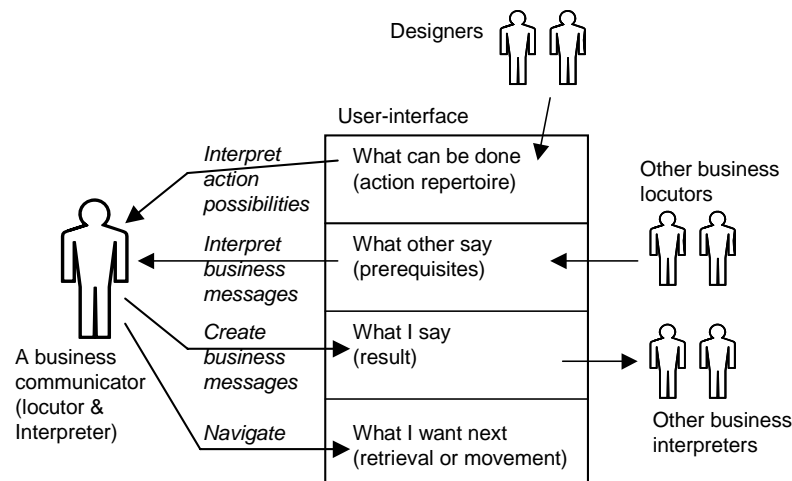 Designers
User-interface
What can be done
(action repertoire)
Interpret
action
possibilities
Other business
locutors
What other say
(prerequisites)
Interpret
business
messages
What I say
(result)
Create
business
messages
A business
communicator
(locutor &
Interpreter)
Other business
interpreters
What I want next
(retrieval or movement)
Navigate